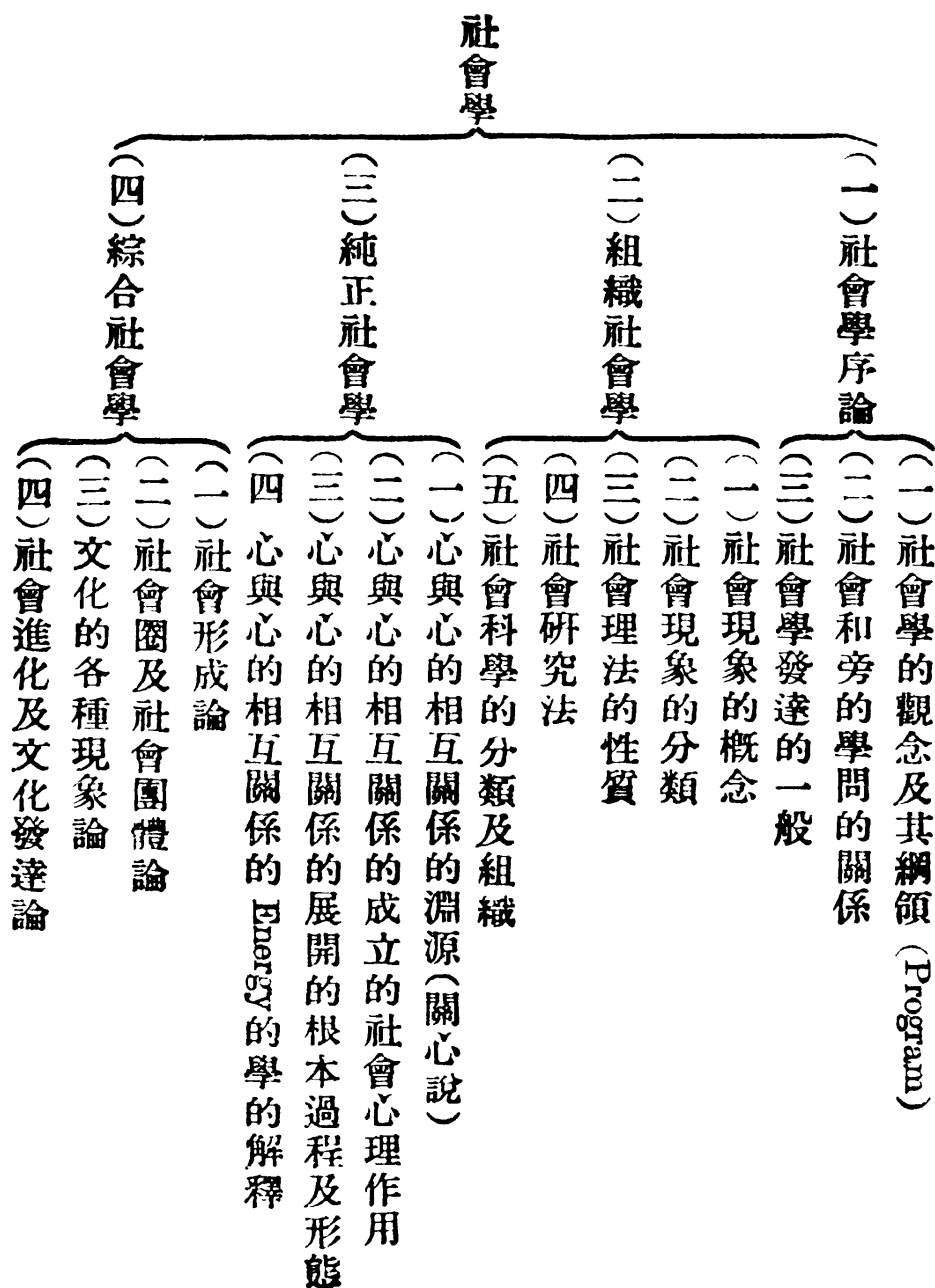 社會學
(一)社會學序論
(一)社會學的觀念及其綱領(Program)
(二)社會和旁的學問的關係
(三)社會學發達的一般
(二)組織社會學
(一)社會現象的概念
(二)社會現象的分類
(三)社會理法的性質
(四)社會研究法
(五)社會科學的分類及組織
(三)純正社會學
(一)心與心的相互關係的淵源(關心說)
(二)心與心的相互關係的成立的社會心理作用
(三)心與心的相互關係的展開的根本過程及形態
(四 心與心的相互關係的 Energy的學的解釋
(四)綜合社會學
(一)社會形成論
(二)社會圈及社會團體論
(三)文化的各種現象論
(四)社會進化及文化發達論